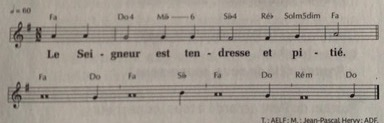 ♩= 60
Fa Do4 Mi♭ 6 Si♭4 Ré♭ Solm5dim Fa
Le Sei - gneur est ten - dresse et pi - tié.
Fa Do Fa Si♭ Fa Do Rém Do
T. : AELF ; M. : Jean-Pascal Hervy ; ADF.